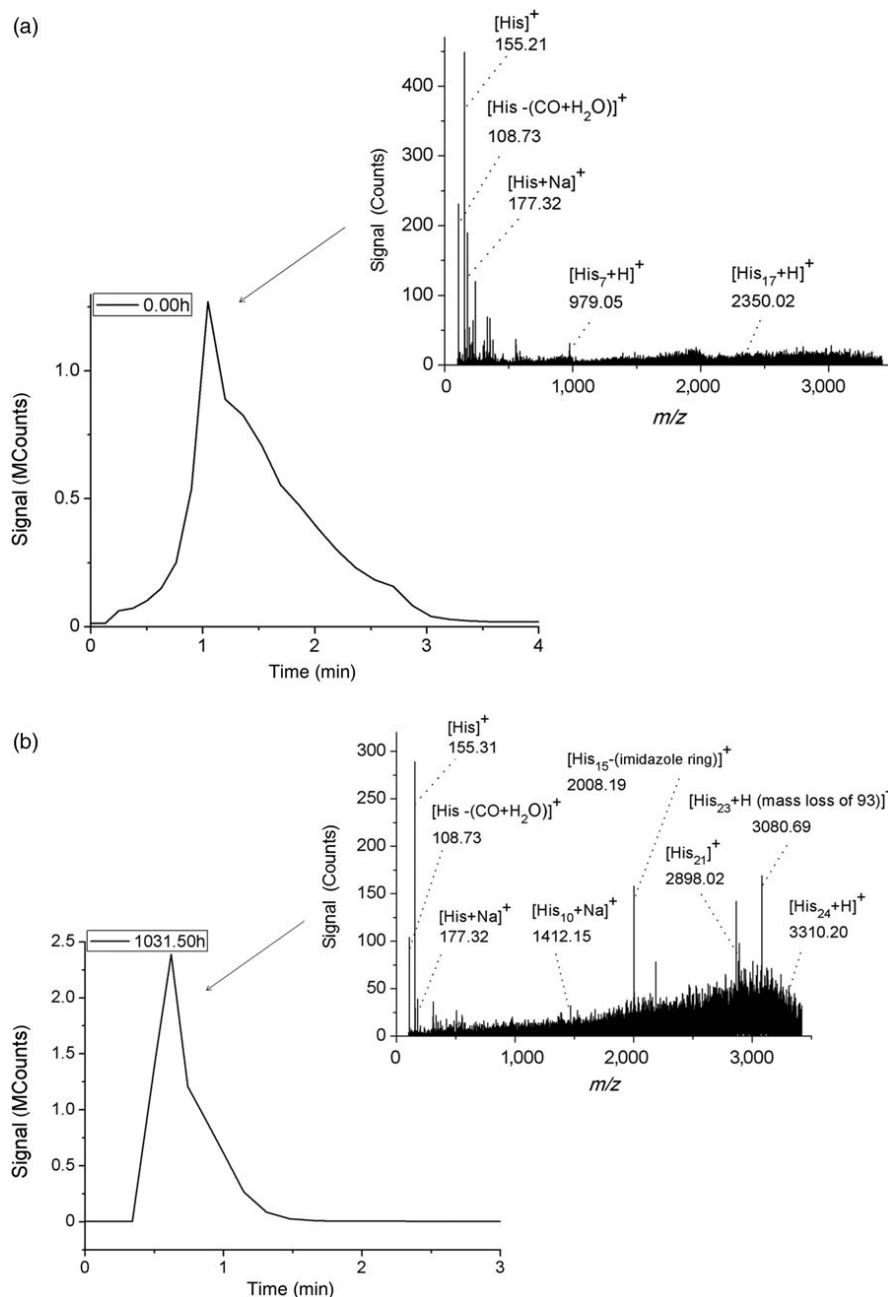 (a)
[His]+
155.21
[His -(CO+H2O)]+
108.73
[His+Na]+
177.32
[His7+H]+
979.05
[His17+H]+
2350.02
Signal (Counts)
400
300
200
100
0
0
1,000
2,000
3,000
m/z
0.00h
Signal (MCounts)
1.0
0.5
0
0
1
2
3
4
Time (min)
(b)
[His]+
155.31
[His15-(imidazole ring)]+
2008.19
[His -(CO+H2O)]+
108.73
[His23+H (mass loss of 93)]+
3080.69
[His21]+
2898.02
[His+Na]+
177.32
[His10+Na]+
1412.15
[His24+H]+
3310.20
Signal (Counts)
300
250
200
150
100
50
0
0
1,000
2,000
3,000
m/z
1031.50h
Signal (MCounts)
2.5
2.0
1.5
1.0
0.5
0
0
1
2
3
Time (min)